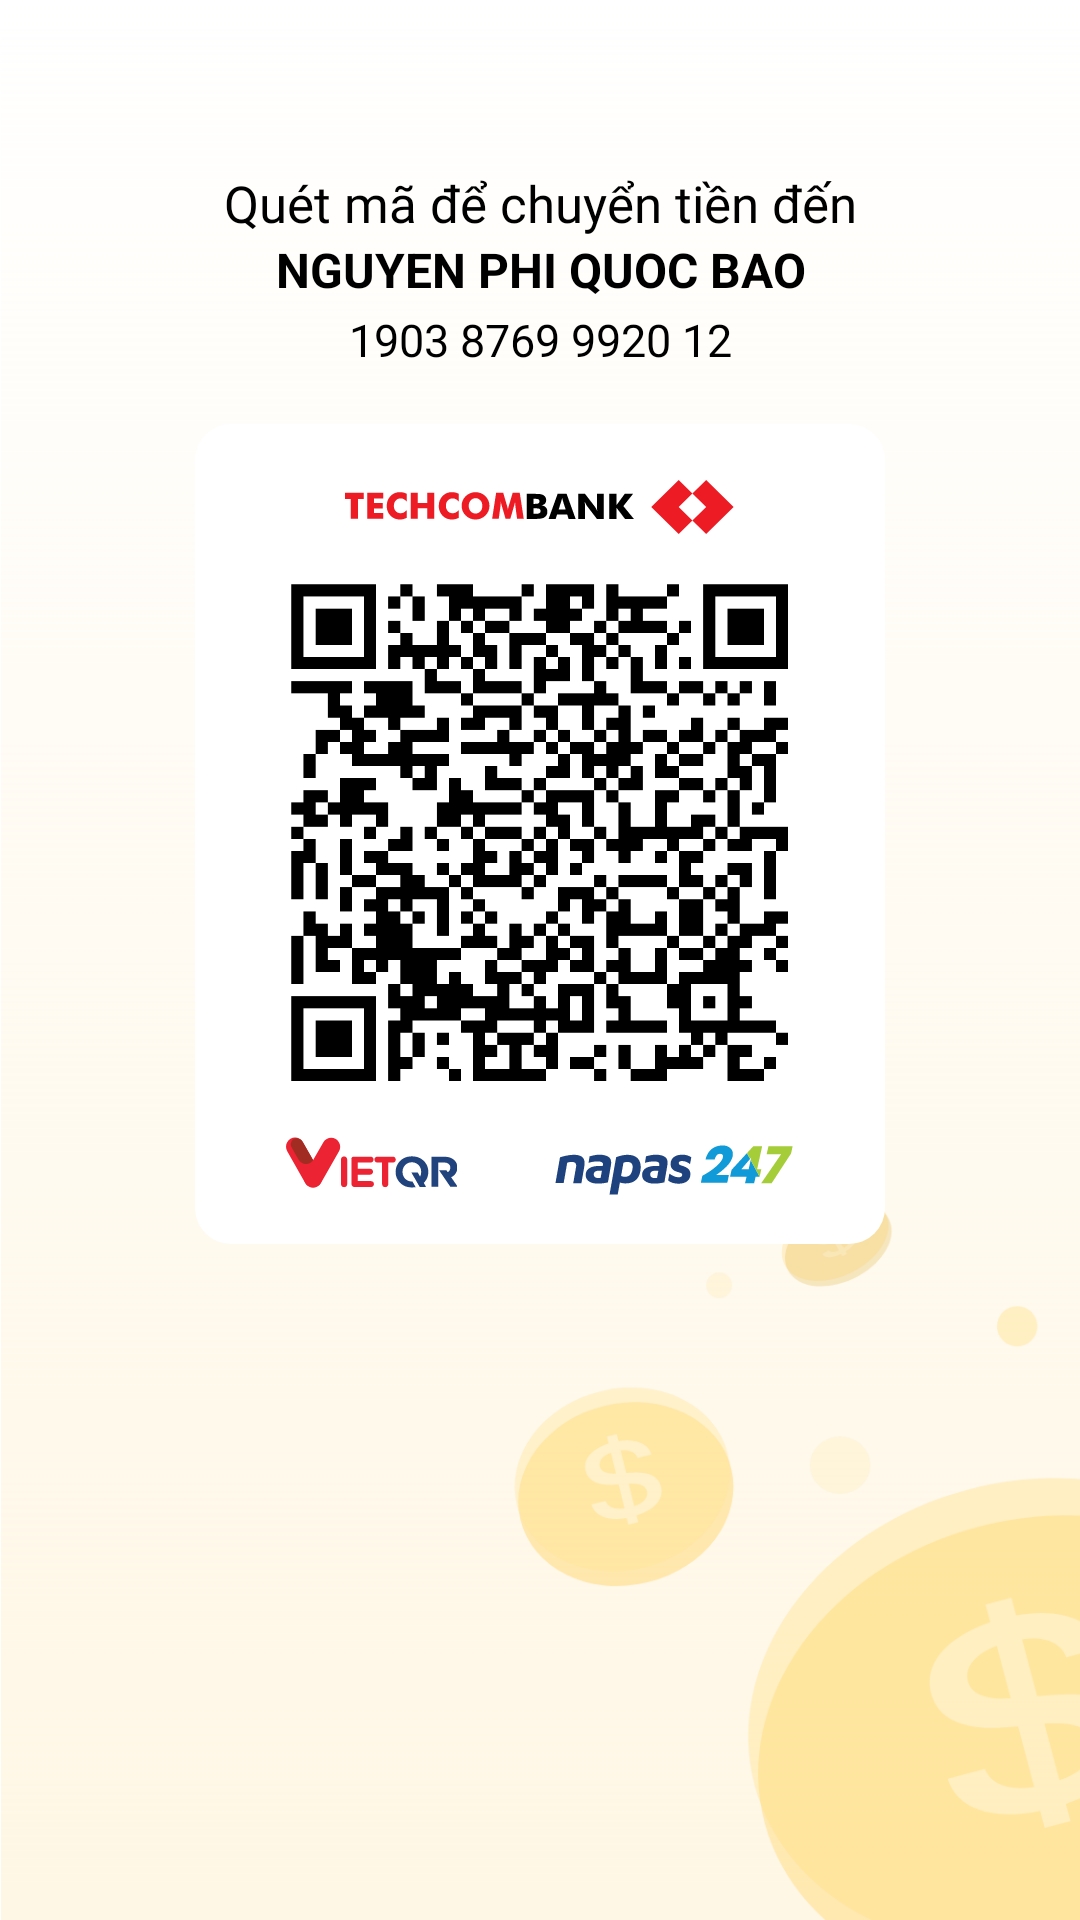 Quét mã để chuyển tiền đến
NGUYEN PHI QUOC BAO
1903 8769 9920 12
TECHCOMBANK
VIETQR
napas 247
$
$
$